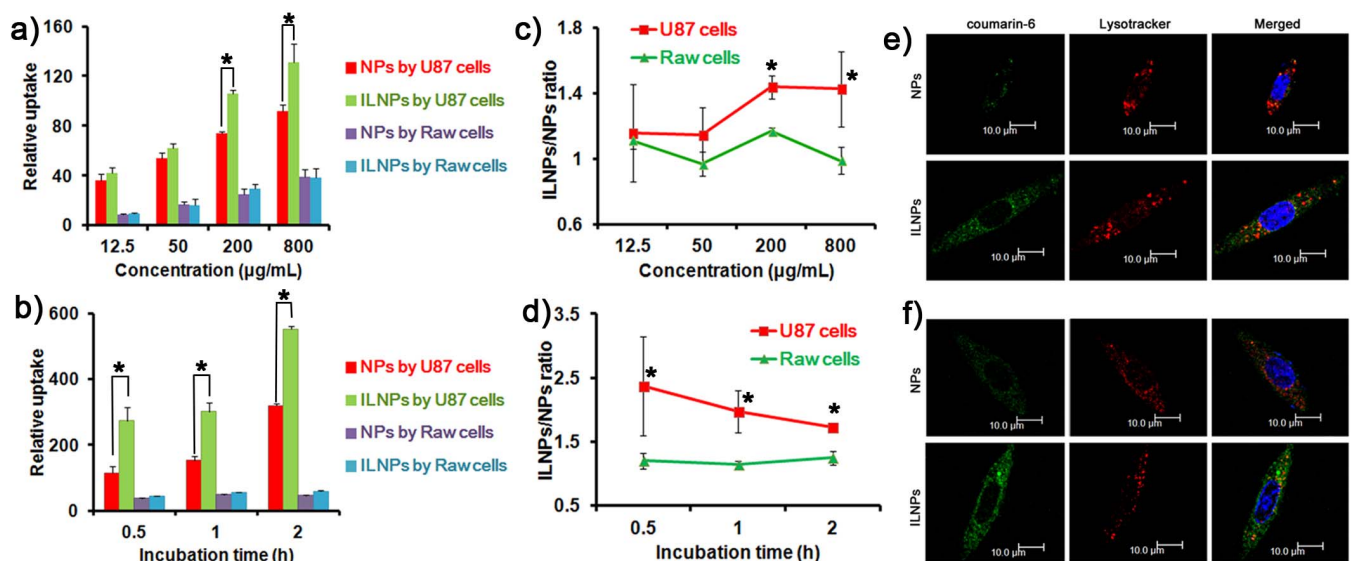 a)
Relative uptake
160
120
80
40
0
*
*
NPs by U87 cells
ILNPs by U87 cells
NPs by Raw cells
ILNPs by Raw cells
12.5 50 200 800
Concentration (µg/mL)
b)
Relative uptake
600
400
200
0
*
*
*
NPs by U87 cells
ILNPs by U87 cells
NPs by Raw cells
ILNPs by Raw cells
0.5 1 2
Incubation time (h)
c)
ILNPs/NPs ratio
1.8
1.4
1
0.6
U87 cells
Raw cells
*
*
12.5 50 200 800
Concentration (µg/mL)
d)
ILNPs/NPs ratio
3.5
2.5
1.5
0.5
U87 cells
Raw cells
*
*
*
0.5 1 2
Incubation time (h)
e)
coumarin-6 Lysotracker Merged
NPs
10.0 µm 10.0 µm 10.0 µm
ILNPs
10.0 µm 10.0 µm 10.0 µm
f)
NPs
10.0 µm 10.0 µm 10.0 µm
ILNPs
10.0 µm 10.0 µm 10.0 µm